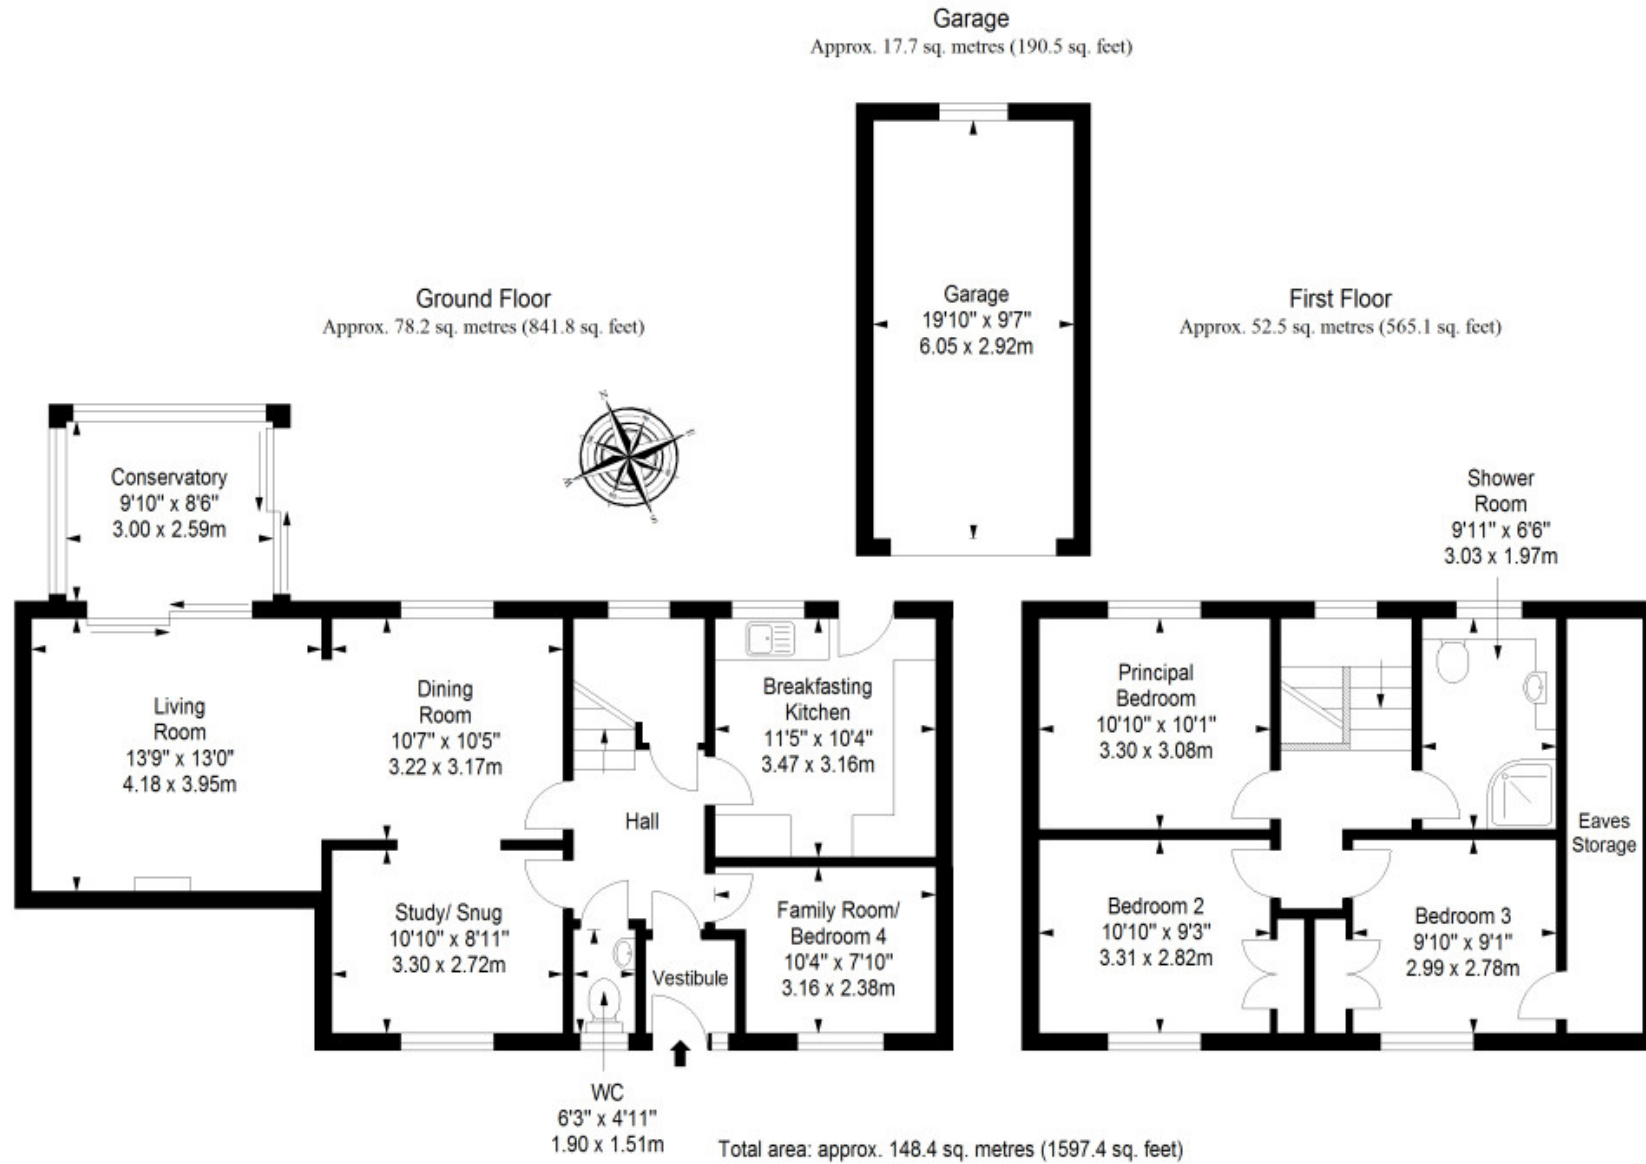 Garage
Approx. 17.7 sq. metres (190.5 sq. feet)
Ground Floor
Approx. 78.2 sq. metres (841.8 sq. feet)
First Floor
Approx. 52.5 sq. metres (565.1 sq. feet)
Garage
19'10" x 9'7"
6.05 x 2.92m
N
E
S
W
Conservatory
9'10" x 8'6"
3.00 x 2.59m
Shower
Room
9'11" x 6'6"
3.03 x 1.97m
Living
Room
13'9" x 13'0"
4.18 x 3.95m
Dining
Room
10'7" x 10'5"
3.22 x 3.17m
Breakfasting
Kitchen
11'5" x 10'4"
3.47 x 3.16m
Hall
Principal
Bedroom
10'10" x 10'1"
3.30 x 3.08m
Eaves
Storage
Study/ Snug
10'10" x 8'11"
3.30 x 2.72m
Vestibule
Family Room/
Bedroom 4
10'4" x 7'10"
3.16 x 2.38m
Bedroom 2
10'10" x 9'3"
3.31 x 2.82m
Bedroom 3
9'10" x 9'1"
2.99 x 2.78m
WC
6'3" x 4'11"
1.90 x 1.51m
Total area: approx. 148.4 sq. metres (1597.4 sq. feet)